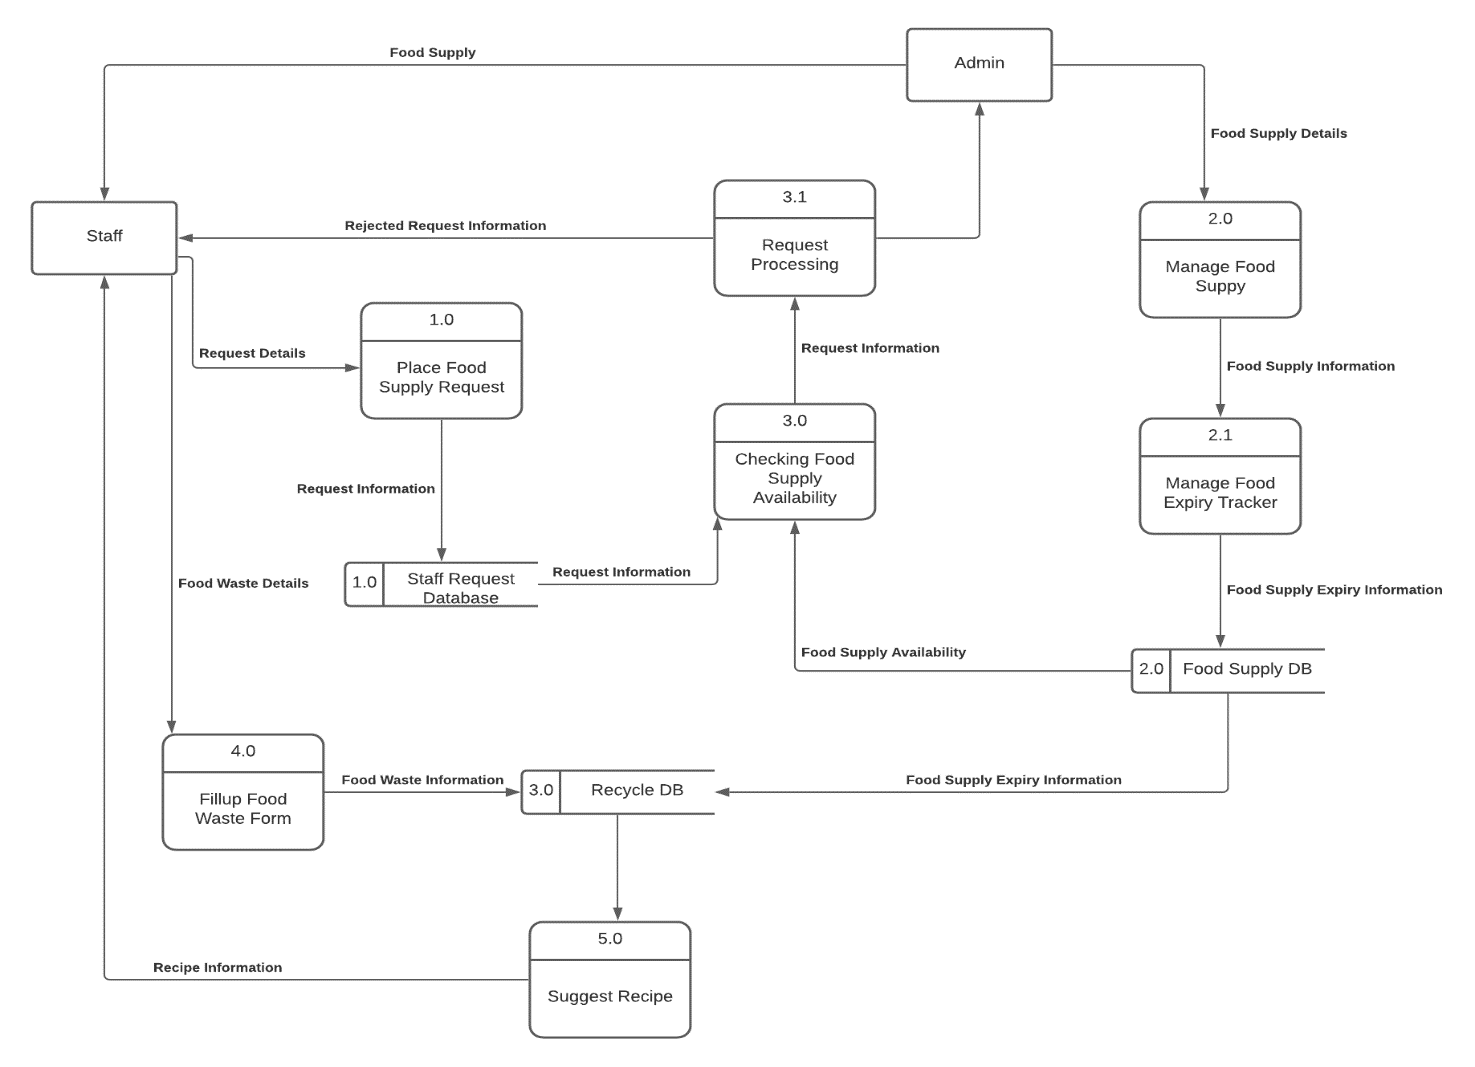 Food Supply
Admin
Food Supply Details
3.1
Request
Processing
Rejected Request Information
Staff
2.0
Manage Food
Suppy
1.0
Place Food
Supply Request
Request Details
Request Information
Food Supply Information
3.0
Checking Food
Supply
Availability
2.1
Manage Food
Expiry Tracker
Request Information
1.0
Staff Request
Database
Request Information
Food Waste Details
Food Supply Expiry Information
Food Supply Availability
2.0
Food Supply DB
4.0
Fillup Food
Waste Form
Food Waste Information
3.0
Recycle DB
Food Supply Expiry Information
5.0
Suggest Recipe
Recipe Information